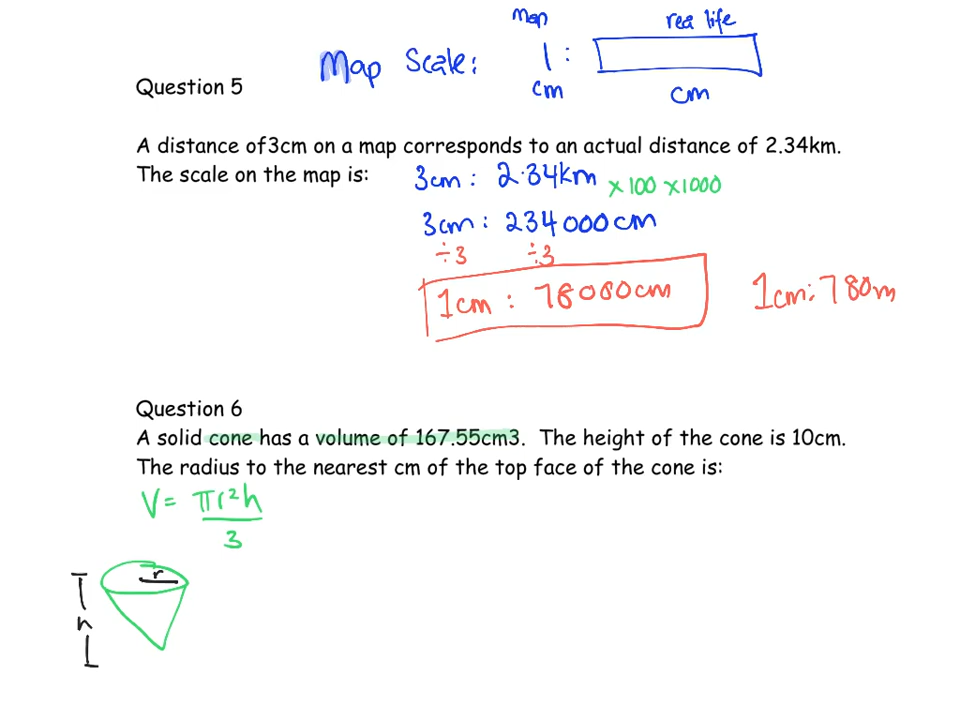 map rea life
Map Scale: 1 :
cm cm
Question 5
A distance of3cm on a map corresponds to an actual distance of 2.34km.
The scale on the map is: 3cm : 2.34km ×100 ×1000
3cm : 234000cm
÷3 ÷3
1cm : 78000cm 1cm : 780m
Question 6
A solid cone has a volume of 167.55cm3. The height of the cone is 10cm.
The radius to the nearest cm of the top face of the cone is:
V = πr²h
3
r
h